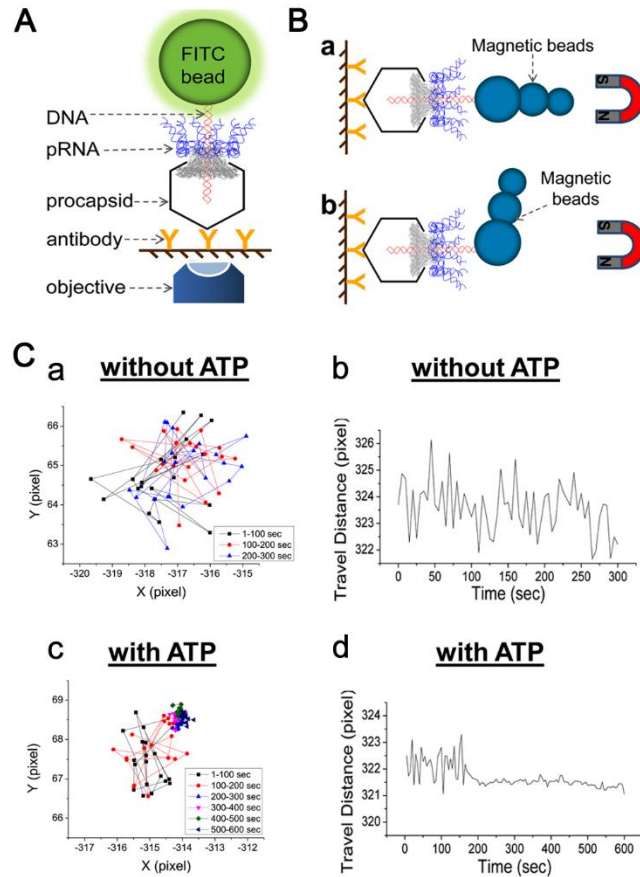 A
FITC
bead
DNA
pRNA
procapsid
antibody
objective
B
a
Magnetic beads
S
N
b
Magnetic
beads
S
N
C
a
without ATP
Y (pixel)
66
65
64
63
-320
-319
-318
-317
-316
-315
X (pixel)
1-100 sec
100-200 sec
200-300 sec
b
without ATP
Travel Distance (pixel)
326
325
324
323
322
0
50
100
150
200
250
300
Time (sec)
c
with ATP
Y (pixel)
69
68
67
66
-317
-316
-315
-314
-313
-312
X (pixel)
1-100 sec
100-200 sec
200-300 sec
300-400 sec
400-500 sec
500-600 sec
d
with ATP
Travel Distance (pixel)
323
322
321
320
0
100
200
300
400
500
600
Time (sec)